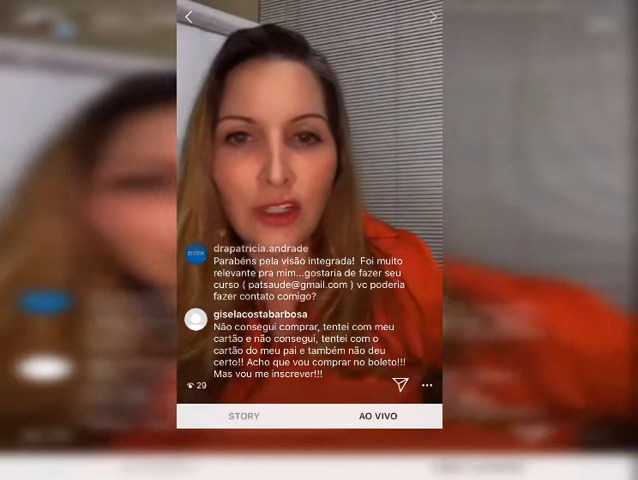 drapatricia.andrade
Parabéns pela visão integrada! Foi muito
relevante pra mim...gostaria de fazer seu
curso ( patsaude@gmail.com ) vc poderia
fazer contato comigo?
giselacostabarbosa
Não consegui comprar, tentei com meu
cartão e não consegui, tentei com o
cartão do meu pai e também não deu
certo!! Acho que vou comprar no boleto!!!
Mas vou me inscrever!!!
29
STORY AO VIVO